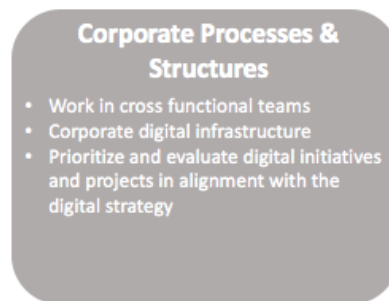 Corporate Processes &
Structures
• Work in cross functional teams
• Corporate digital infrastructure
• Prioritize and evaluate digital initiatives
and projects in alignment with the
digital strategy